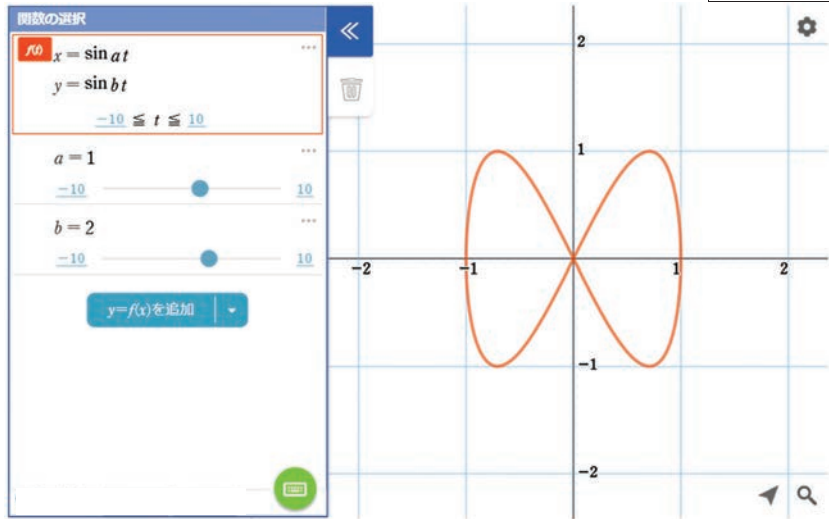 関数の選択
f(t) x = sin at
y = sin bt
-10 ≦ t ≦ 10
a = 1
-10 10
b = 2
-10 10
y=f(x)を追加
2
1
-2 -1 1 2
-1
-2